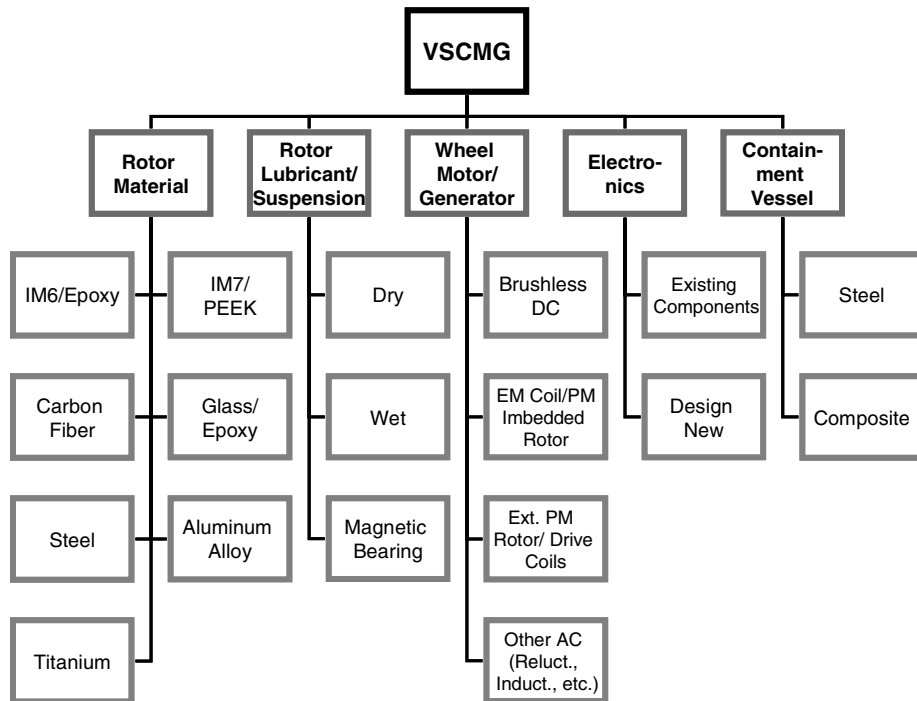 VSCMG
Rotor
Material
Rotor
Lubricant/
Suspension
Wheel
Motor/
Generator
Electro-
nics
Contain-
ment
Vessel
IM6/Epoxy
IM7/
PEEK
Dry
Brushless
DC
Existing
Components
Steel
Carbon
Fiber
Glass/
Epoxy
Wet
EM Coil/PM
Imbedded
Rotor
Design
New
Composite
Steel
Aluminum
Alloy
Magnetic
Bearing
Ext. PM
Rotor/ Drive
Coils
Titanium
Other AC
(Reluct.,
Induct., etc.)